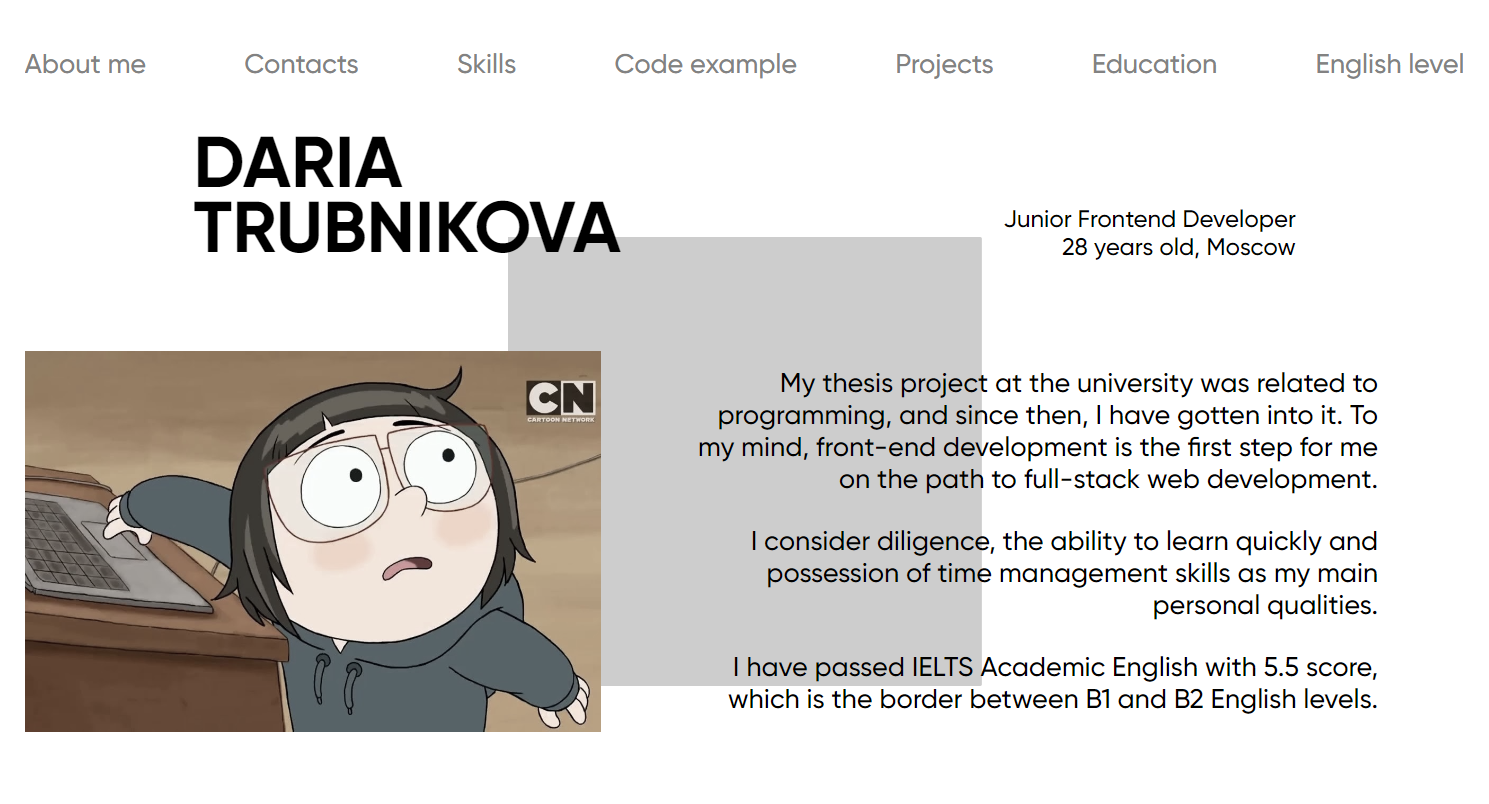 About me Contacts Skills Code example Projects Education English level
DARIA
TRUBNIKOVA
Junior Frontend Developer
28 years old, Moscow
CN
CARTOON NETWORK
My thesis project at the university was related to
programming, and since then, I have gotten into it. To
my mind, front-end development is the first step for me
on the path to full-stack web development.
I consider diligence, the ability to learn quickly and
possession of time management skills as my main
personal qualities.
I have passed IELTS Academic English with 5.5 score,
which is the border between B1 and B2 English levels.